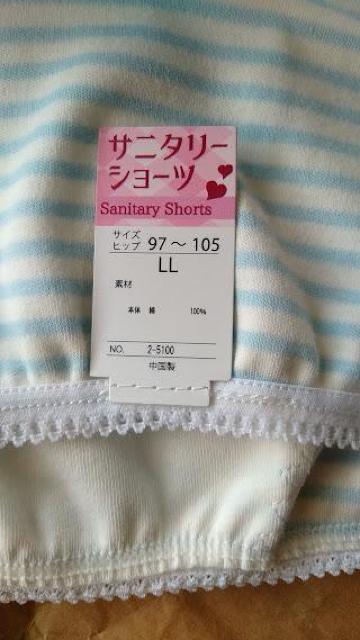 サニタリー
ショーツ
Sanitary Shorts
サイズ
ヒップ 97〜105
LL
素材
本体 綿 100%
NO. 2-5100
中国製